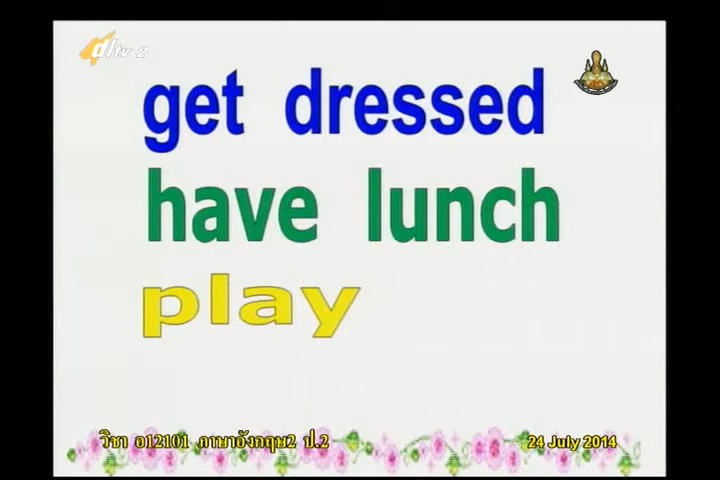 dltv 2
get dressed
have lunch
play
วิชา อ12101 ภาษาอังกฤษ2 ป.2
24 July 2014